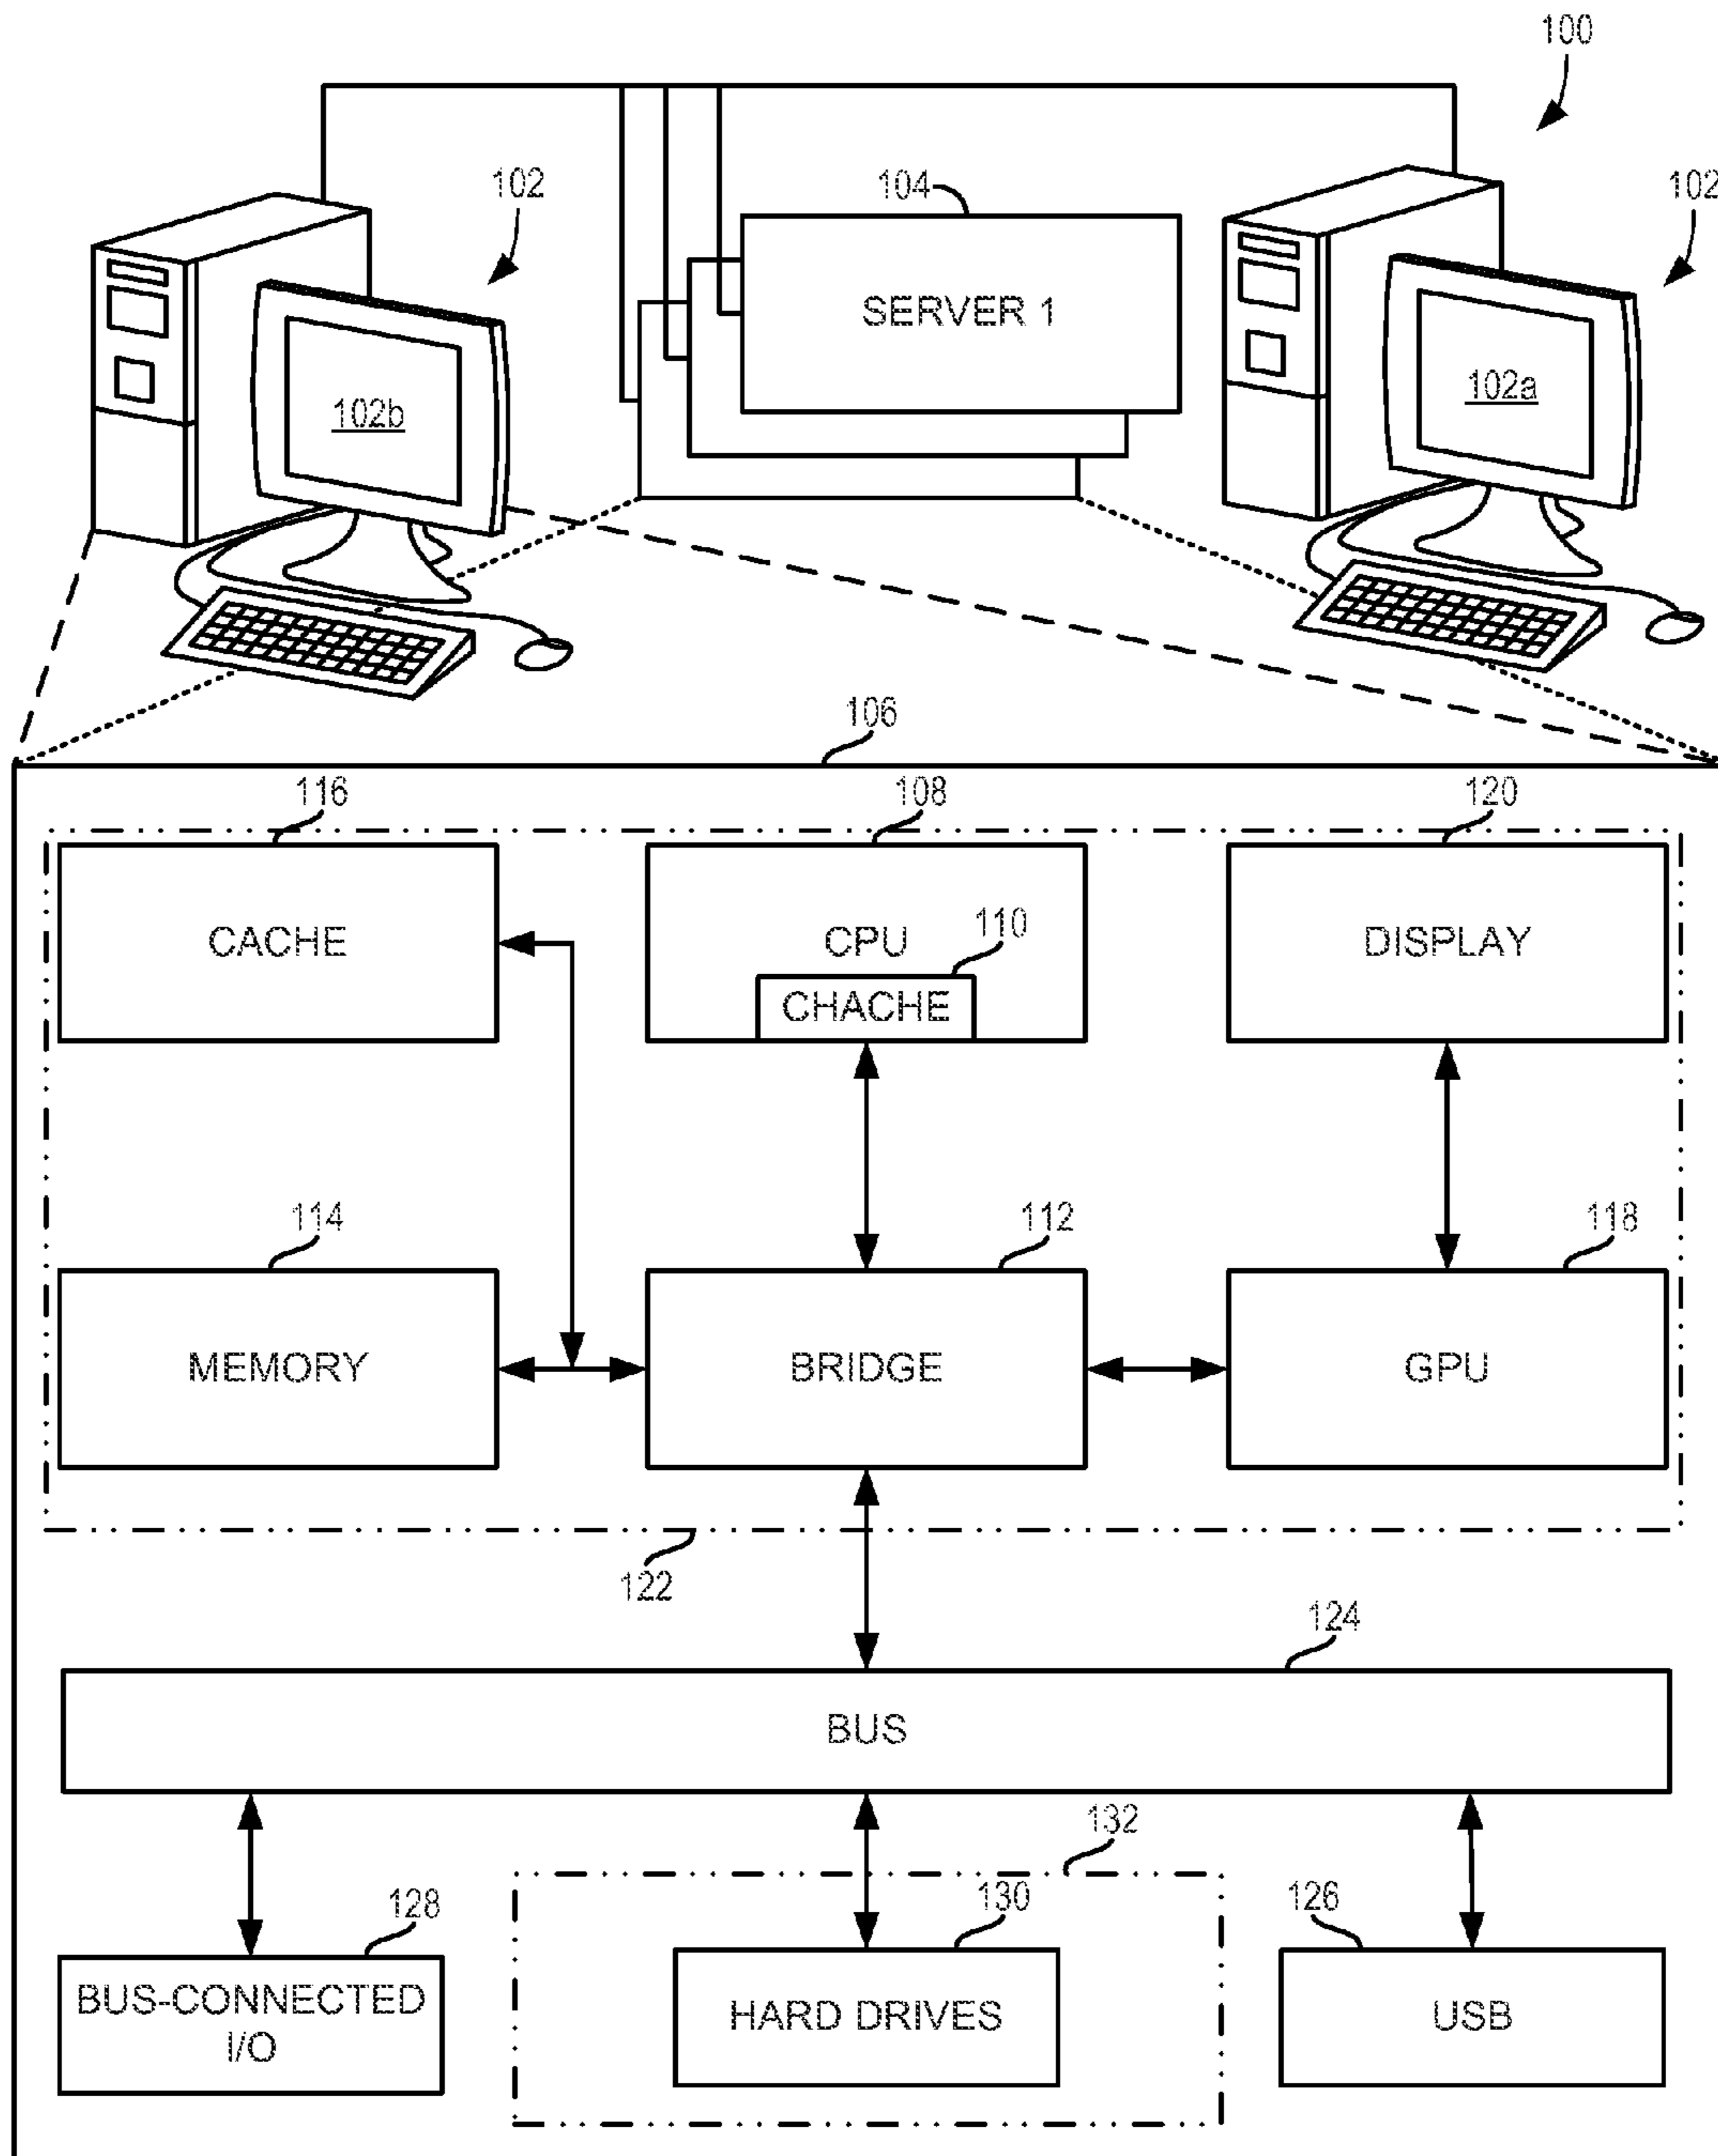 100
102
104
102
SERVER 1
102b
102a
106
116
108
120
CACHE
CPU
110
CHACHE
DISPLAY
114
112
118
MEMORY
BRIDGE
GPU
122
124
BUS
132
128
130
126
BUS-CONNECTED
I/O
HARD DRIVES
USB